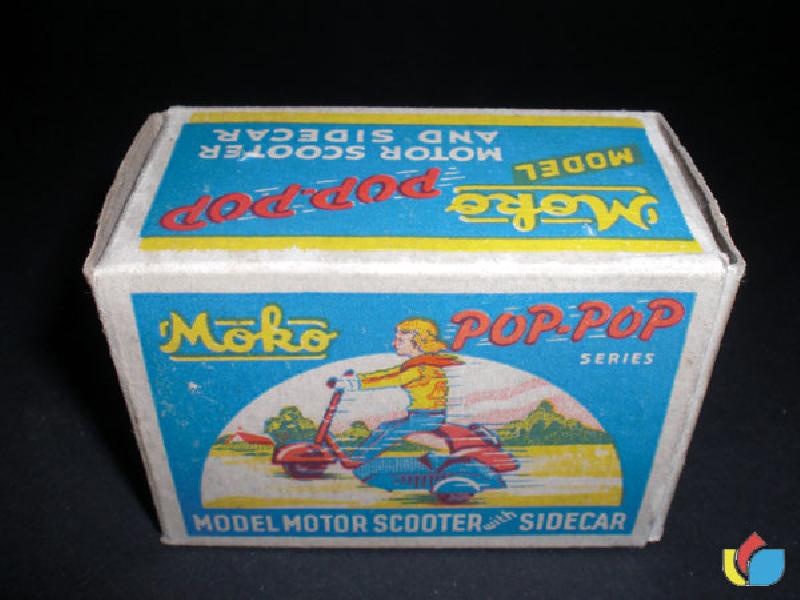 Moko
MODEL
POP-POP
MOTOR SCOOTER
AND SIDECAR
Moko
POP-POP
SERIES
MODEL MOTOR SCOOTER with SIDECAR